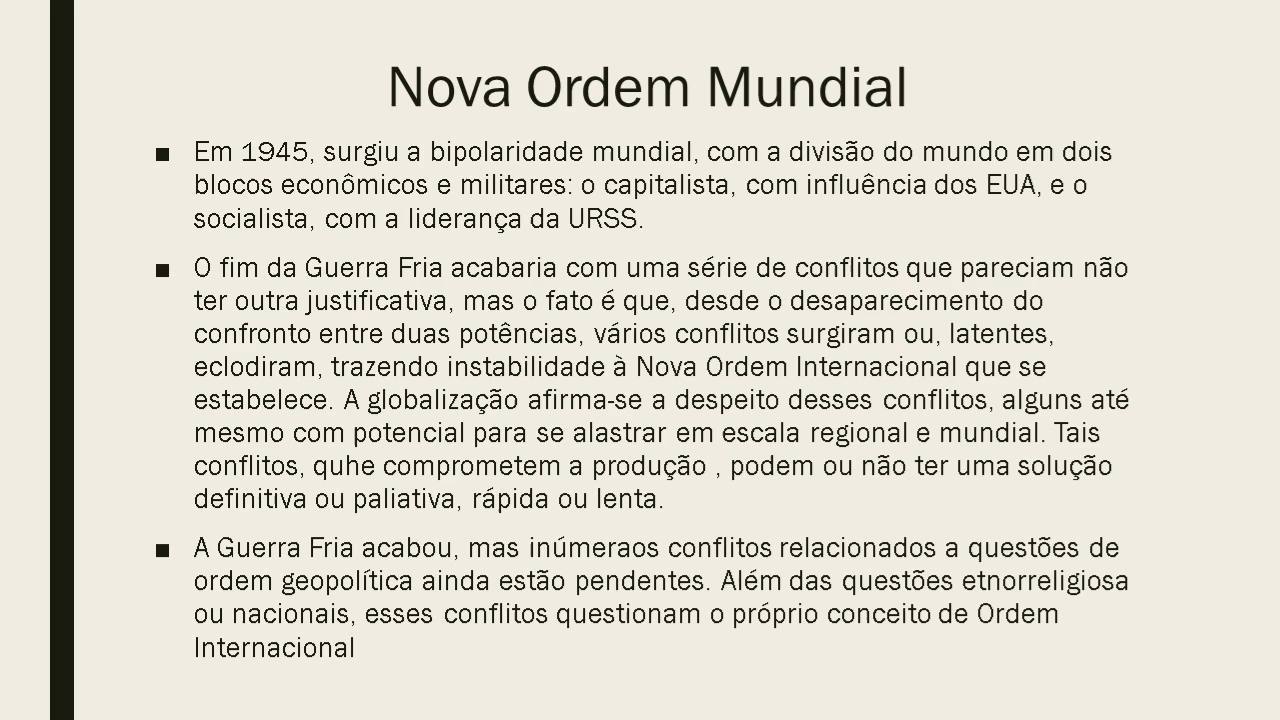 Nova Ordem Mundial
■ Em 1945, surgiu a bipolaridade mundial, com a divisão do mundo em dois
blocos econômicos e militares: o capitalista, com influência dos EUA, e o
socialista, com a liderança da URSS.
■ O fim da Guerra Fria acabaria com uma série de conflitos que pareciam não
ter outra justificativa, mas o fato é que, desde o desaparecimento do
confronto entre duas potências, vários conflitos surgiram ou, latentes,
eclodiram, trazendo instabilidade à Nova Ordem Internacional que se
estabelece. A globalização afirma-se a despeito desses conflitos, alguns até
mesmo com potencial para se alastrar em escala regional e mundial. Tais
conflitos, quhe comprometem a produção , podem ou não ter uma solução
definitiva ou paliativa, rápida ou lenta.
■ A Guerra Fria acabou, mas inúmeraos conflitos relacionados a questões de
ordem geopolítica ainda estão pendentes. Além das questões etnorreligiosa
ou nacionais, esses conflitos questionam o próprio conceito de Ordem
Internacional